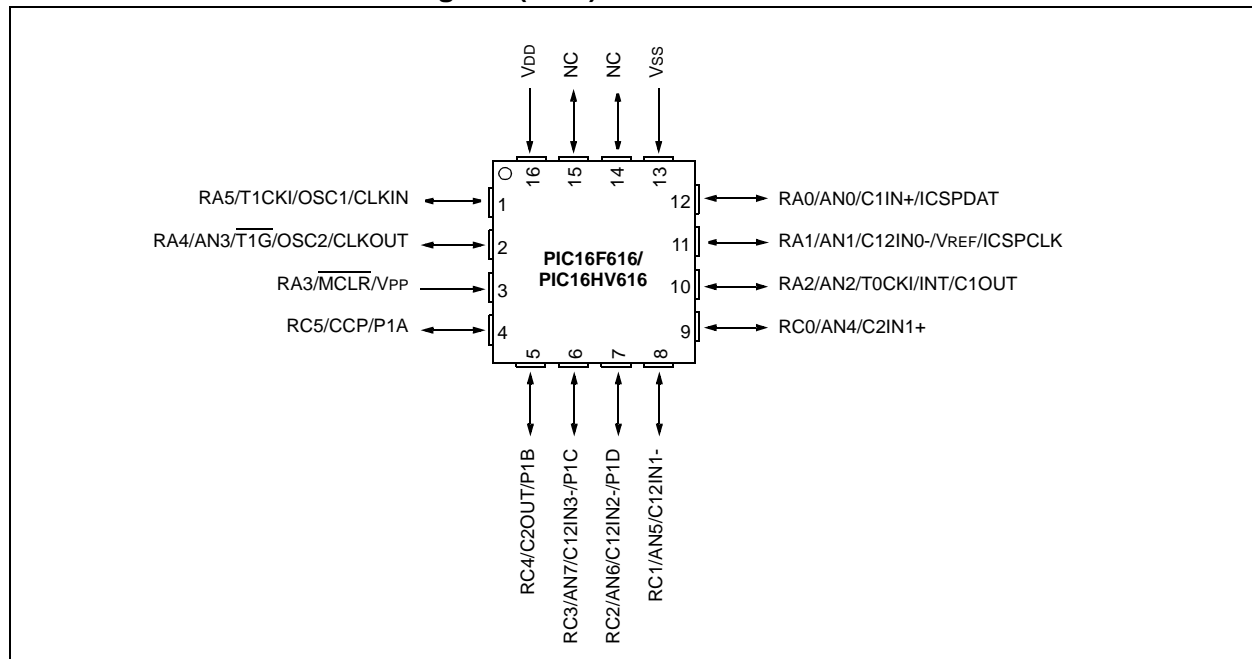 VDD
NC
NC
VSS
16
15
14
13
RA5/T1CKI/OSC1/CLKIN
1
12
RA0/AN0/C1IN+/ICSPDAT
RA4/AN3/T1G/OSC2/CLKOUT
2
11
RA1/AN1/C12IN0-/VREF/ICSPCLK
PIC16F616/
PIC16HV616
RA3/MCLR/VPP
3
10
RA2/AN2/T0CKI/INT/C1OUT
RC5/CCP/P1A
4
9
RC0/AN4/C2IN1+
5
6
7
8
RC4/C2OUT/P1B
RC3/AN7/C12IN3-/P1C
RC2/AN6/C12IN2-/P1D
RC1/AN5/C12IN1-